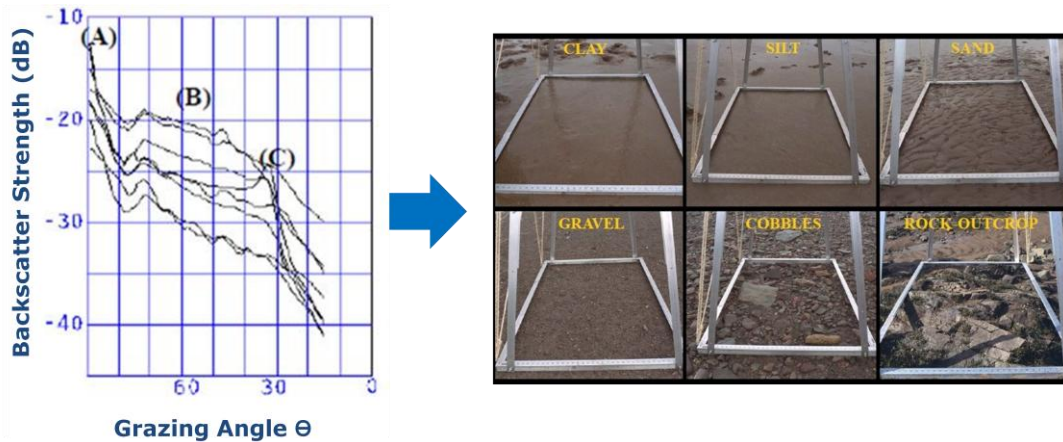 Backscatter Strength (dB)
-10
(A)
-20
(B)
(C)
-30
-40
60
30
0
Grazing Angle Θ
CLAY
SILT
SAND
GRAVEL
COBBLES
ROCK OUTCROP